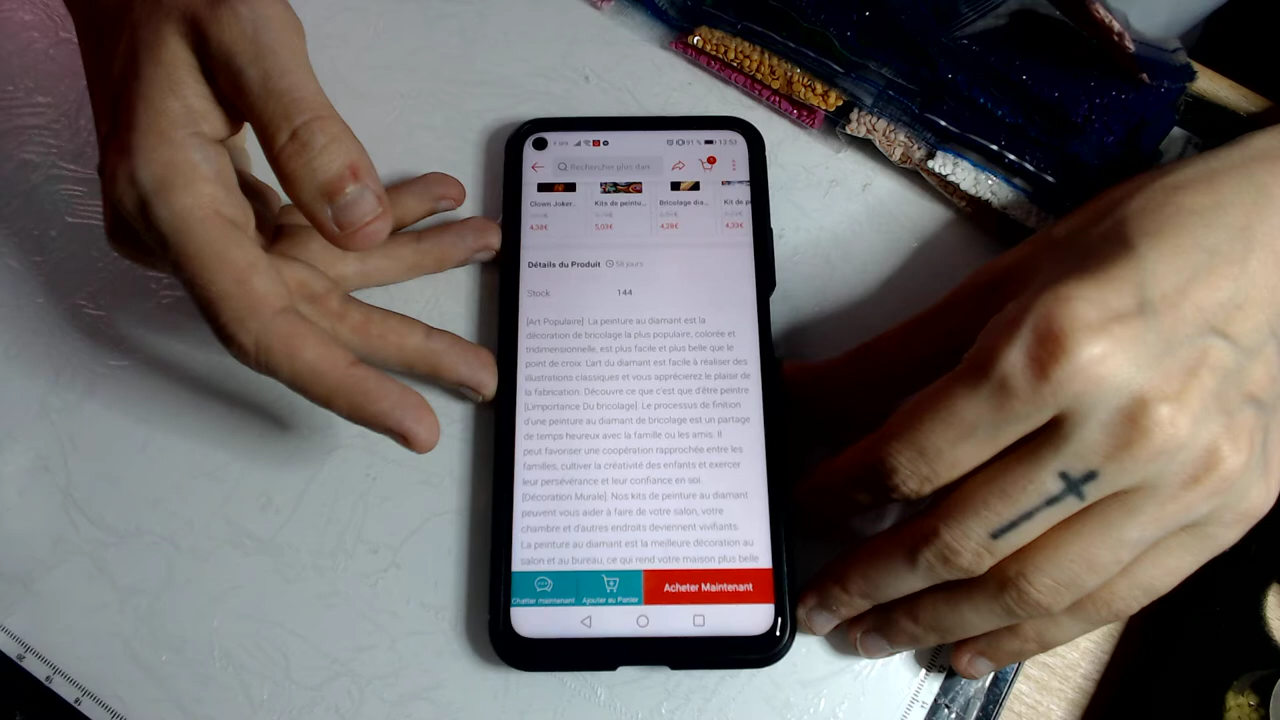 91 % 13:53
Rechercher plus dan
Clown Joker.. Kits de peintu... Bricolage dia... Kit de p
4,38€ 5,03€ 4,28€ 4,33€
Détails du Produit 58 jours
Stock 144
[Art Populaire]: La peinture au diamant est la
décoration de bricolage la plus populaire, colorée et
tridimensionnelle, est plus facile et plus belle que le
point de croix. L'art du diamant est facile à réaliser des
illustrations classiques et vous apprécierez le plaisir de
la fabrication. Découvre ce que c'est que d'être peintre
[L'importance Du bricolage]. Le processus de finition
d'une peinture au diamant de bricolage est un partage
de temps heureux avec la famille ou les amis. Il
peut favoriser une coopération rapprochée entre les
familles, cultiver la créativité des enfants et exercer
leur persévérance et leur confiance en soi.
[Décoration Murale]. Nos kits de peinture au diamant
peuvent vous aider à faire de votre salon, votre
chambre et d'autres endroits deviennent vivifiants.
La peinture au diamant est la meilleure décoration au
salon et au bureau, ce qui rend votre maison plus belle
Chatter maintenant Ajouter au Panier Acheter Maintenant
20 19 18
12
11